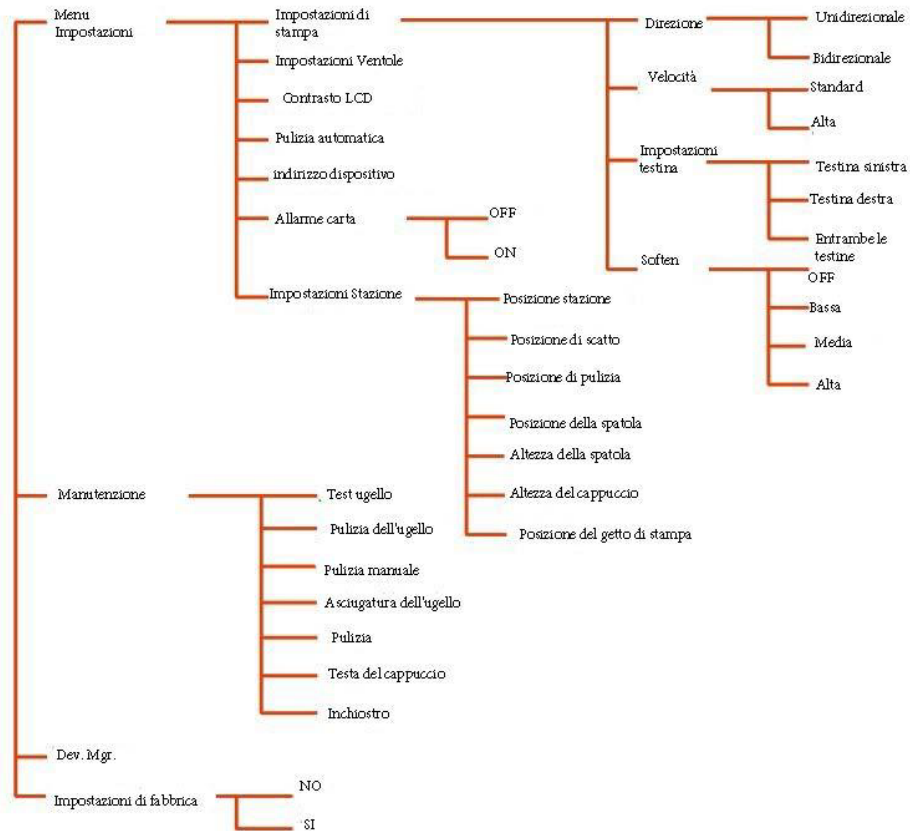 Menu
Impostazioni
Impostazioni di
stampa
Direzione
Unidirezionale
Bidirezionale
Velocità
Standard
Alta
Impostazioni
testina
Testina sinistra
Testina destra
Entrambe le
testine
Soften
OFF
Bassa
Media
Alta
Impostazioni Ventole
Contrasto LCD
Pulizia automatica
indirizzo dispositivo
Allarme carta
OFF
ON
Impostazioni Stazione
Posizione stazione
Posizione di scatto
Posizione di pulizia
Posizione della spatola
Altezza della spatola
Altezza del cappuccio
Posizione del getto di stampa
Manutenzione
Test ugello
Pulizia dell'ugello
Pulizia manuale
Asciugatura dell'ugello
Pulizia
Testa del cappuccio
Inchiostro
Dev. Mgr.
Impostazioni di fabbrica
NO
SI